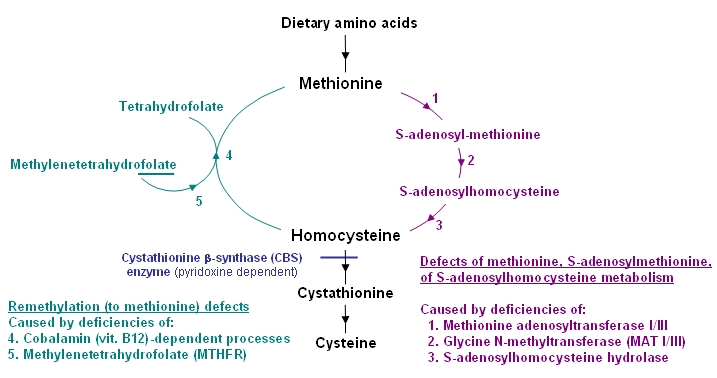 Dietary amino acids
Methionine
1
Tetrahydrofolate
S-adenosyl-methionine
Methylenetetrahydrofolate
4
2
5
S-adenosylhomocysteine
3
Homocysteine
Cystathionine β-synthase (CBS)
enzyme (pyridoxine dependent)
Defects of methionine, S-adenosylmethionine,
of S-adenosylhomocysteine metabolism
Cystathionine
Remethylation (to methionine) defects
Caused by deficiencies of:
4. Cobalamin (vit. B12)-dependent processes
5. Methylenetetrahydrofolate (MTHFR)
Cysteine
Caused by deficiencies of:
1. Methionine adenosyltransferase I/III
2. Glycine N-methyltransferase (MAT I/III)
3. S-adenosylhomocysteine hydrolase